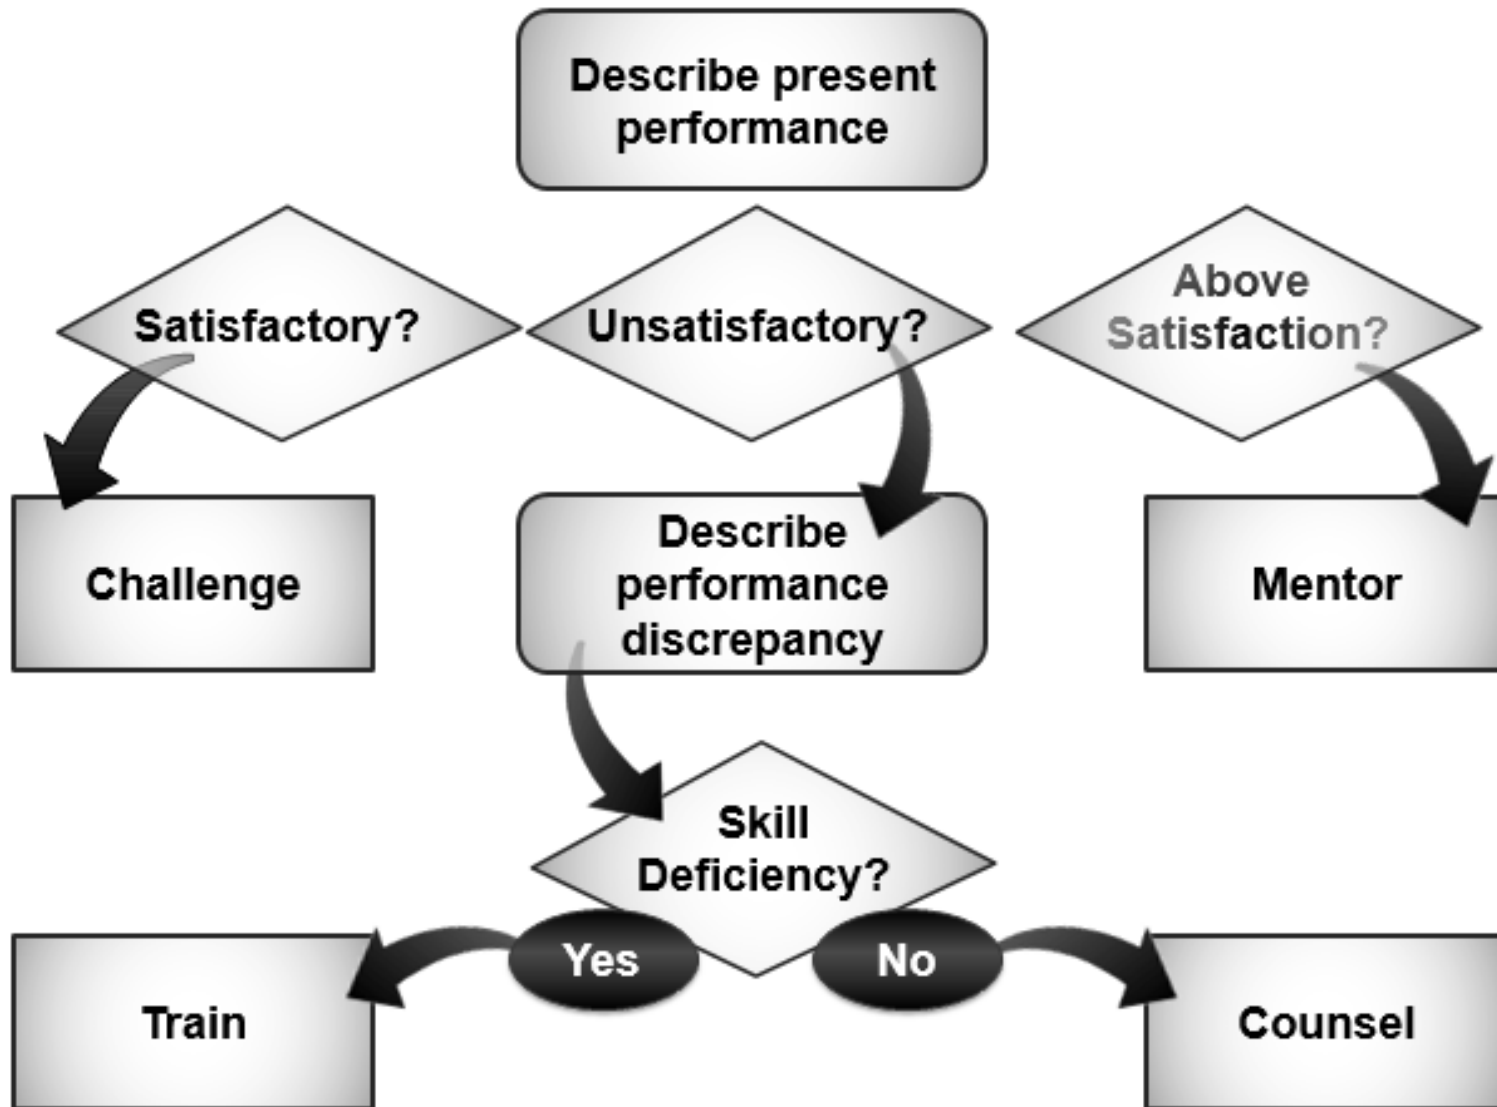 Describe present
performance
Satisfactory?
Unsatisfactory?
Above
Satisfaction?
Challenge
Describe
performance
discrepancy
Mentor
Skill
Deficiency?
Yes
No
Train
Counsel